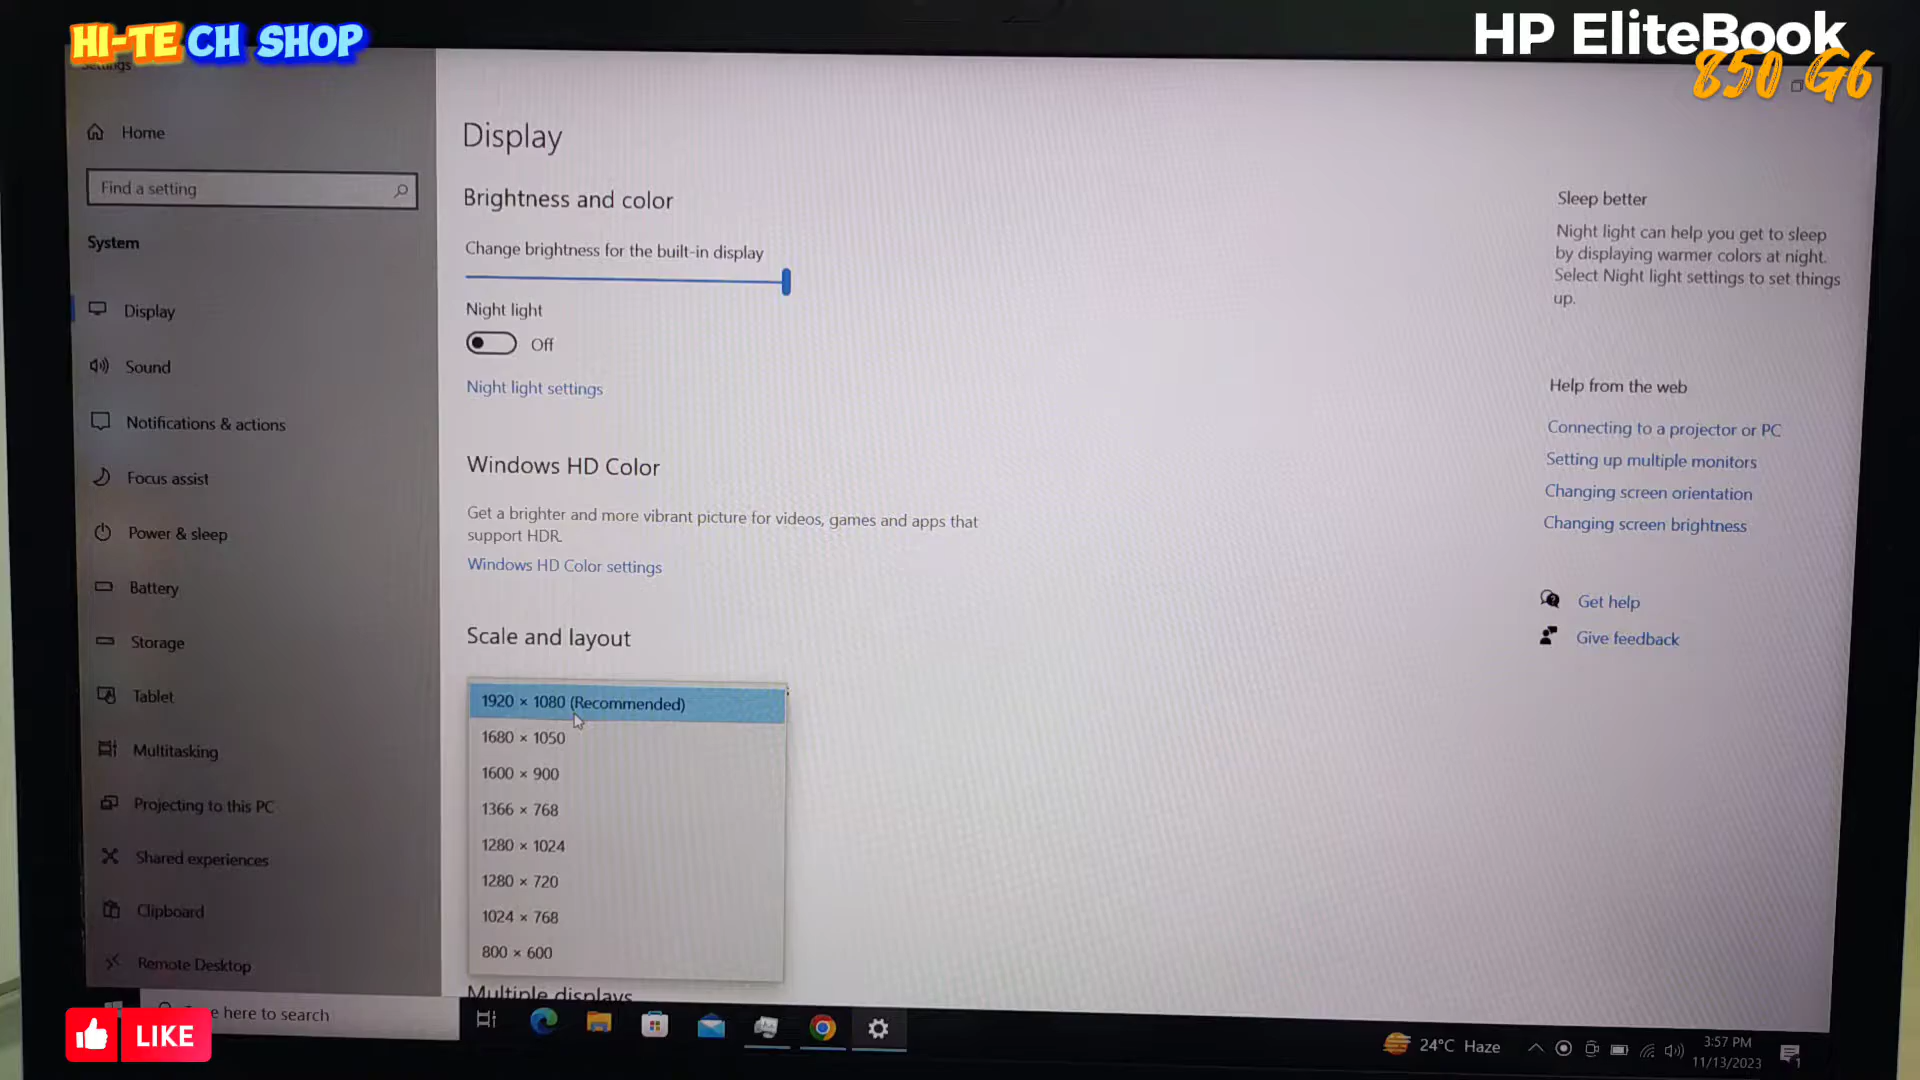 HI-TECH SHOP
HP EliteBook
850 G6
Settings
Home
Find a setting
System
Display
Sound
Notifications & actions
Focus assist
Power & sleep
Battery
Storage
Tablet
Multitasking
Projecting to this PC
Shared experiences
Clipboard
Remote Desktop
Display
Brightness and color
Change brightness for the built-in display
Night light
Off
Night light settings
Windows HD Color
Get a brighter and more vibrant picture for videos, games and apps that
support HDR.
Windows HD Color settings
Scale and layout
1920 × 1080 (Recommended)
1680 × 1050
1600 × 900
1366 × 768
1280 × 1024
1280 × 720
1024 × 768
800 × 600
Multiple displays
Sleep better
Night light can help you get to sleep
by displaying warmer colors at night.
Select Night light settings to set things
up.
Help from the web
Connecting to a projector or PC
Setting up multiple monitors
Changing screen orientation
Changing screen brightness
Get help
Give feedback
LIKE
here to search
24°C Haze
3:57 PM
11/13/2023
1